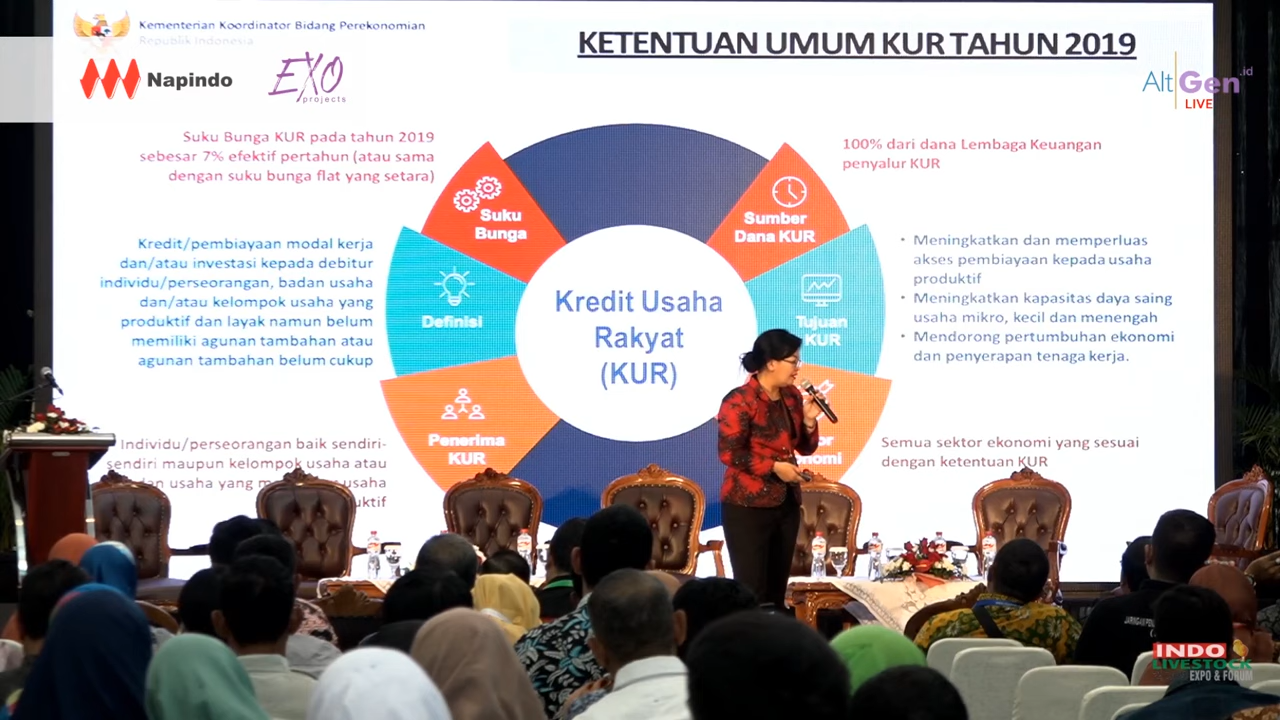 Kementerian Koordinator Bidang Perekonomian
Republik Indonesia
Napindo
EXO
projects
KETENTUAN UMUM KUR TAHUN 2019
Alt Gen.id
LIVE
Suku Bunga KUR pada tahun 2019
sebesar 7% efektif pertahun (atau sama
dengan suku bunga flat yang setara)
Suku
Bunga
Kredit/pembiayaan modal kerja
dan/atau investasi kepada debitur
individu/perseorangan, badan usaha
dan/atau kelompok usaha yang
produktif dan layak namun belum
memiliki agunan tambahan atau
agunan tambahan belum cukup
Definisi
Individu/perseorangan baik sendiri-
sendiri maupun kelompok usaha atau
usaha yang usaha
Penerima
KUR
Kredit Usaha
Rakyat
(KUR)
Sumber
Dana KUR
100% dari dana Lembaga Keuangan
penyalur KUR
Tujuan
KUR
• Meningkatkan dan memperluas
akses pembiayaan kepada usaha
produktif
• Meningkatkan kapasitas daya saing
usaha mikro, kecil dan menengah
• Mendorong pertumbuhan ekonomi
dan penyerapan tenaga kerja.
Semua sektor ekonomi yang sesuai
dengan ketentuan KUR
INDO
LIVESTOCK
EXPO & FORUM